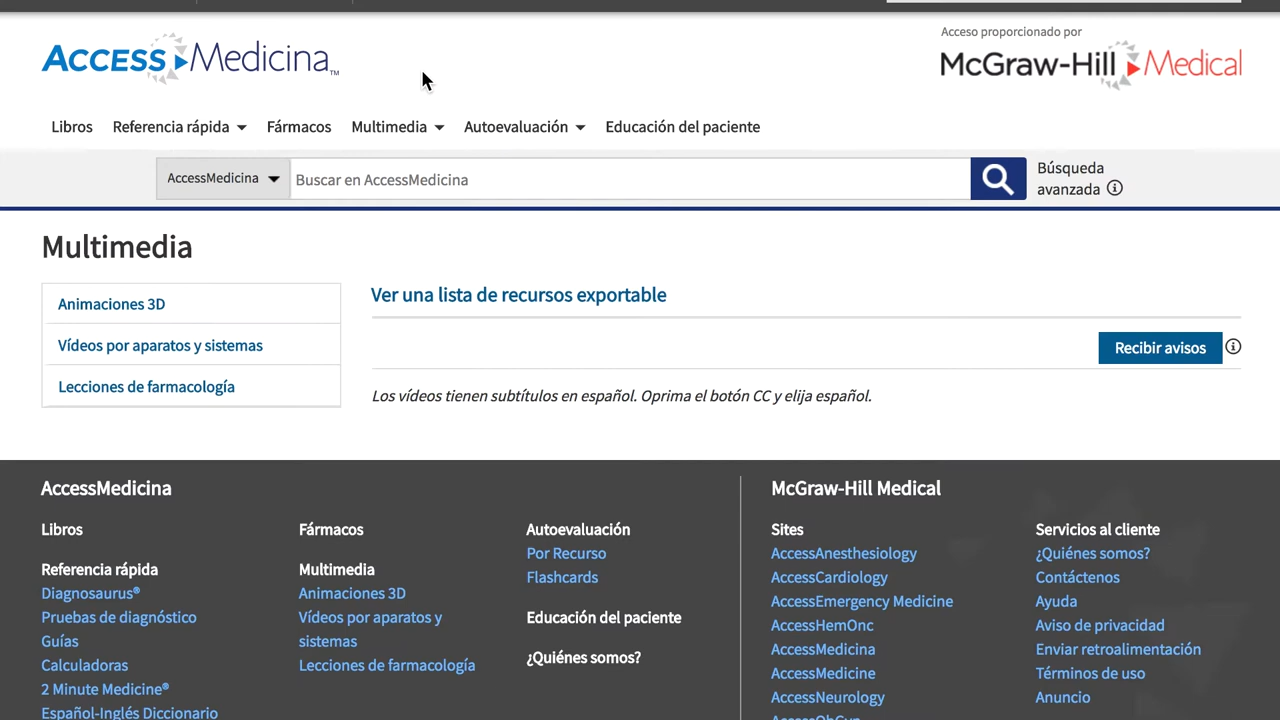 ACCESS Medicina™
Acceso proporcionado por
McGraw-Hill Medical
Libros Referencia rápida Fármacos Multimedia Autoevaluación Educación del paciente
AccessMedicina Buscar en AccessMedicina Búsqueda
avanzada
Multimedia
Animaciones 3D
Vídeos por aparatos y sistemas
Lecciones de farmacología
Ver una lista de recursos exportable
Recibir avisos
Los vídeos tienen subtítulos en español. Oprima el botón CC y elija español.
AccessMedicina
Libros
Referencia rápida
Diagnosaurus®
Pruebas de diagnóstico
Guías
Calculadoras
2 Minute Medicine®
Español-Inglés Diccionario
Fármacos
Multimedia
Animaciones 3D
Vídeos por aparatos y
sistemas
Lecciones de farmacología
Autoevaluación
Por Recurso
Flashcards
Educación del paciente
¿Quiénes somos?
McGraw-Hill Medical
Sites
AccessAnesthesiology
AccessCardiology
AccessEmergency Medicine
AccessHemOnc
AccessMedicina
AccessMedicine
AccessNeurology
AccessObGyn
Servicios al cliente
¿Quiénes somos?
Contáctenos
Ayuda
Aviso de privacidad
Enviar retroalimentación
Términos de uso
Anuncio